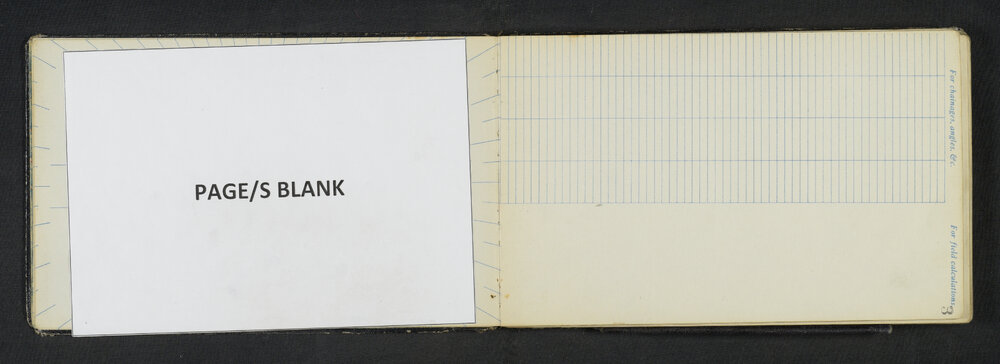 PAGE/S BLANK
For chainages, angles, &c.
For field calculations
3